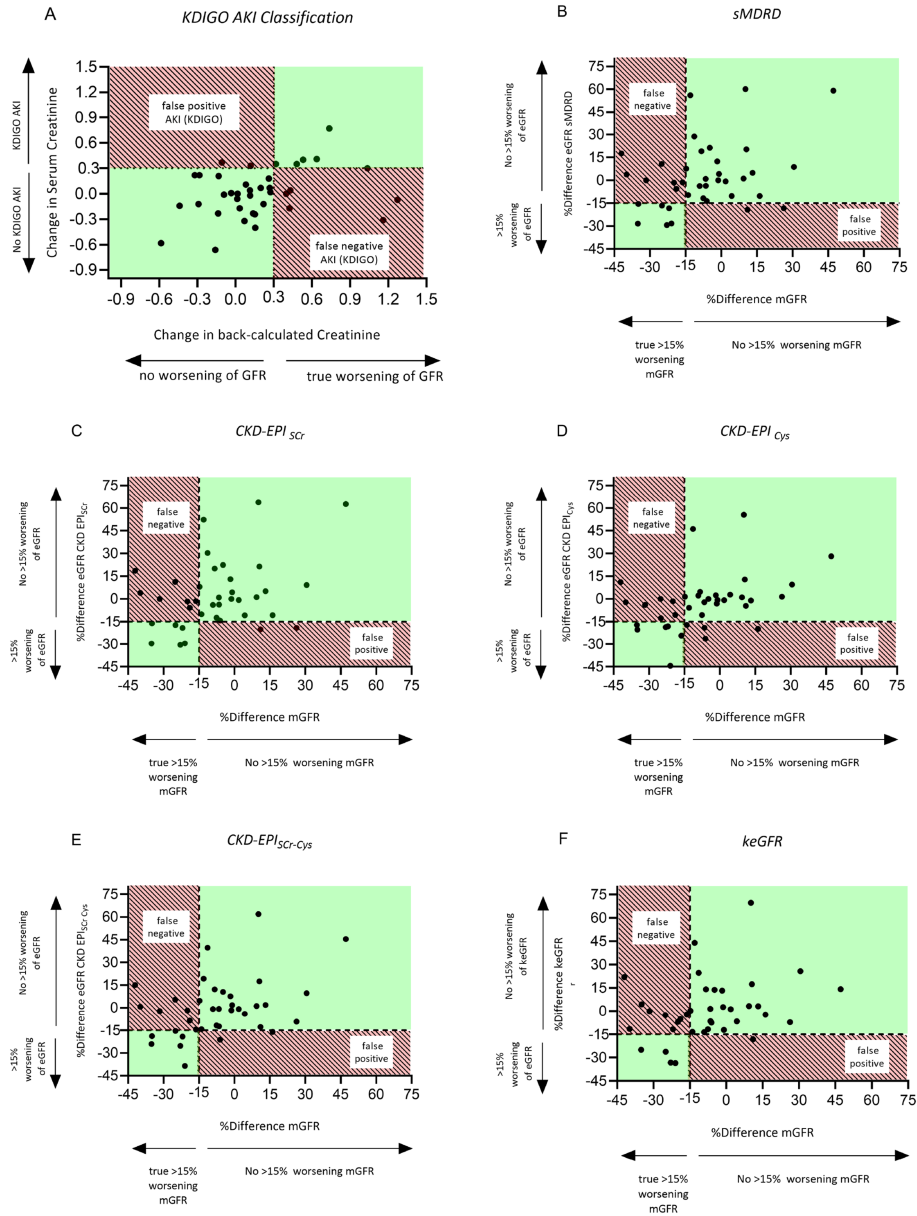 A
KDIGO AKI Classification
KDIGO AKI
No KDIGO AKI
Change in Serum Creatinine
1.5
1.2
0.9
0.6
0.3
0.0
-0.3
-0.6
-0.9
false positive
AKI (KDIGO)
false negative
AKI (KDIGO)
-0.9 -0.6 -0.3 0.0 0.3 0.6 0.9 1.2 1.5
Change in back-calculated Creatinine
no worsening of GFR
true worsening of GFR
B
sMDRD
No >15% worsening
of eGFR
>15%
worsening
of eGFR
%Difference eGFR sMDRD
75
60
45
30
15
0
-15
-30
-45
false
negative
false
positive
-45 -30 -15 0 15 30 45 60 75
%Difference mGFR
true >15%
worsening
mGFR
No >15% worsening mGFR
C
CKD-EPI SCr
No >15% worsening
of eGFR
>15%
worsening
of eGFR
%Difference eGFR CKD EPISCr
75
60
45
30
15
0
-15
-30
-45
false
negative
false
positive
-45 -30 -15 0 15 30 45 60 75
%Difference mGFR
true >15%
worsening
mGFR
No >15% worsening mGFR
D
CKD-EPI Cys
No >15% worsening
of eGFR
>15%
worsening
of eGFR
%Difference eGFR CKD EPICys
75
60
45
30
15
0
-15
-30
-45
false
negative
false
positive
-45 -30 -15 0 15 30 45 60 75
%Difference mGFR
true >15%
worsening
mGFR
No >15% worsening mGFR
E
CKD-EPISCr-Cys
No >15% worsening
of eGFR
>15%
worsening
of eGFR
%Difference eGFR CKD EPISCr Cys
75
60
45
30
15
0
-15
-30
-45
false
negative
false
positive
-45 -30 -15 0 15 30 45 60 75
%Difference mGFR
true >15%
worsening
mGFR
No >15% worsening mGFR
F
keGFR
No >15% worsening
of keGFR
>15%
worsening
of eGFR
%Difference keGFR
r
75
60
45
30
15
0
-15
-30
-45
false
negative
false
positive
-45 -30 -15 0 15 30 45 60 75
%Difference mGFR
true >15%
worsening
mGFR
No >15% worsening mGFR